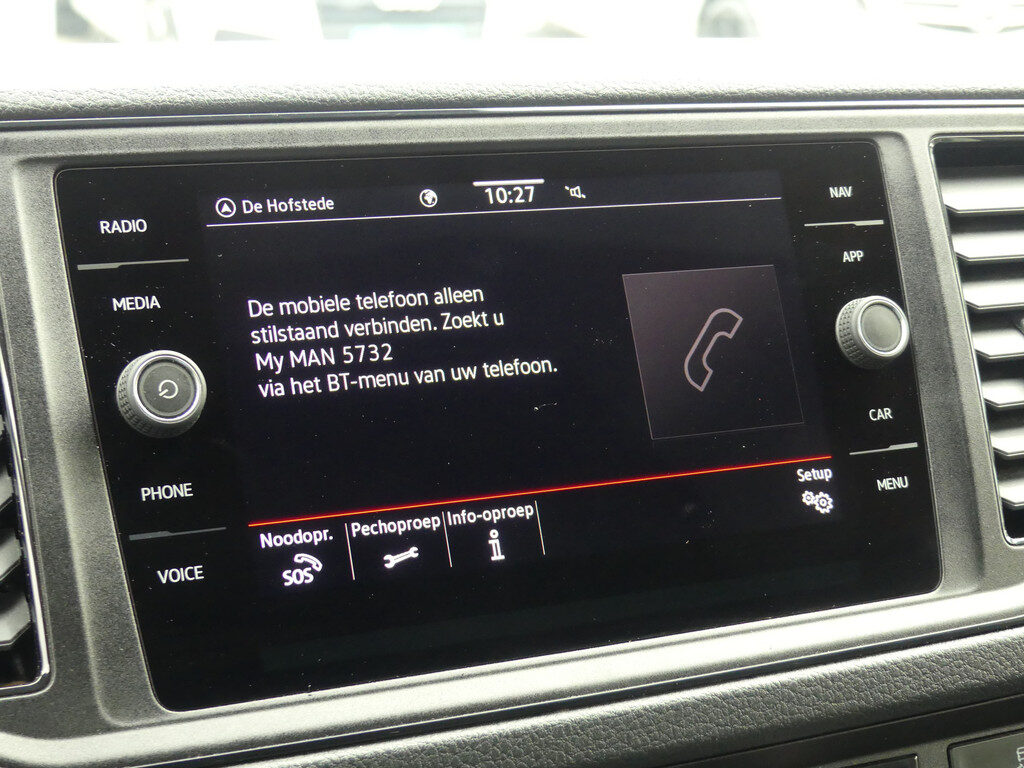 De Hofstede
10:27
RADIO
MEDIA
PHONE
VOICE
De mobiele telefoon alleen
stilstaand verbinden. Zoekt u
My MAN 5732
via het BT-menu van uw telefoon.
Noodopr.
SOS
Pechoproep
Info-oproep
i
Setup
NAV
APP
CAR
MENU